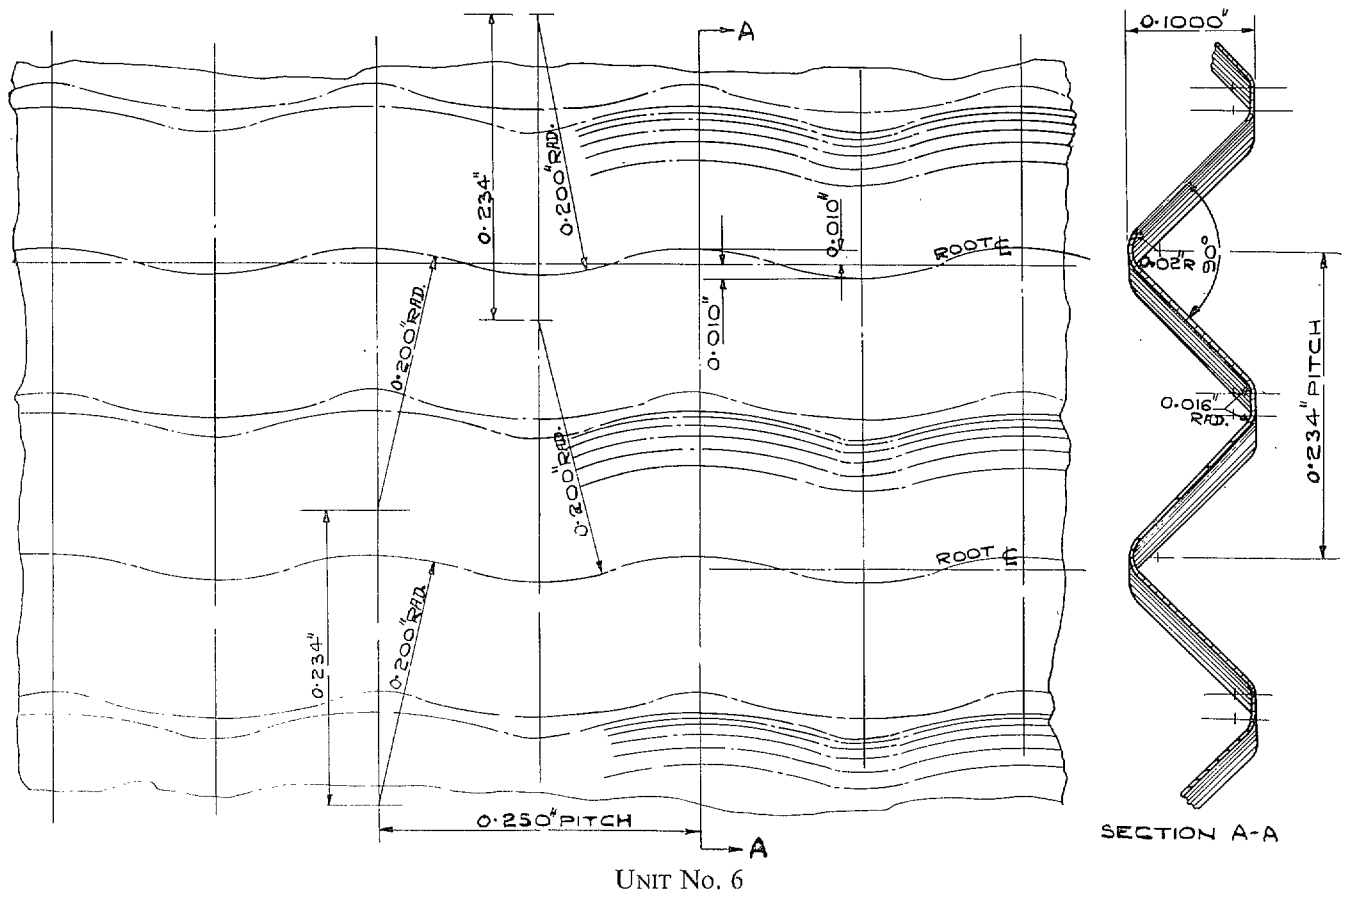 A
0.1000"
0.234"
0.200" RAD.
0.010"
ROOT ℄
0.02"R
90°
0.010"
0.200" RAD.
0.234" PITCH
0.016"
RAD.
0.200" RAD.
ROOT ℄
0.234"
0.200" RAD.
0.250" PITCH
A
SECTION A-A
UNIT No. 6